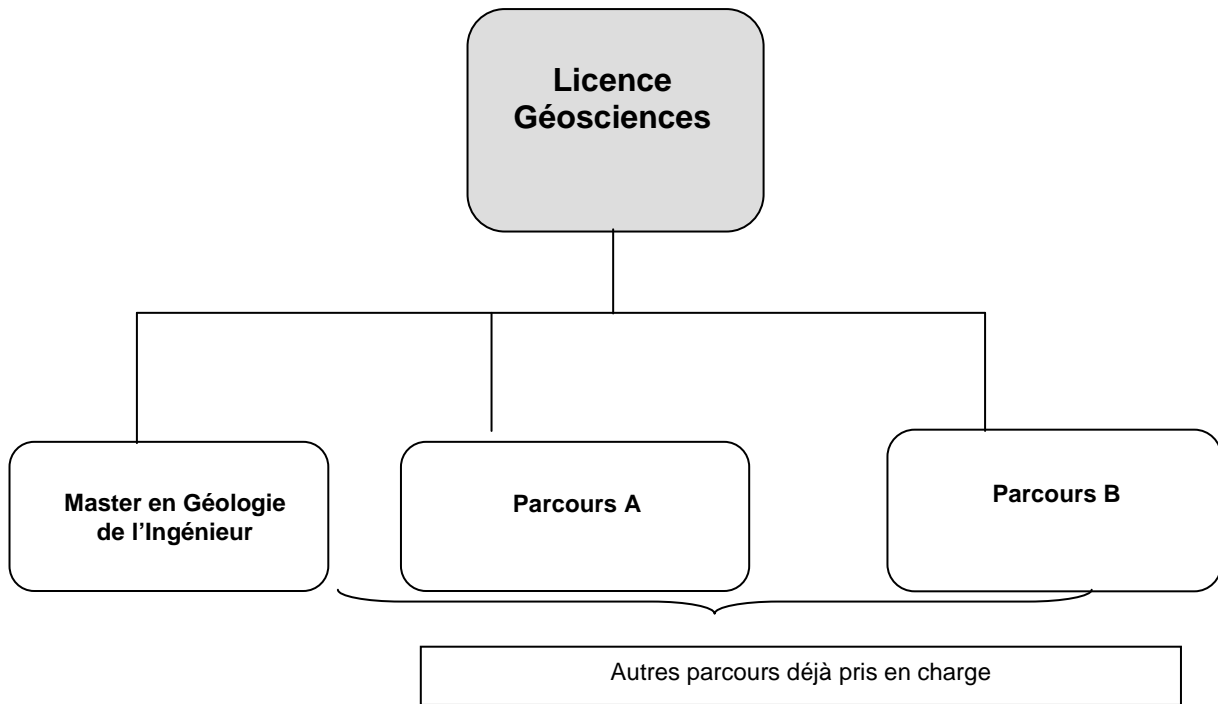 Licence
Géosciences
Master en Géologie
de l’Ingénieur
Parcours A
Parcours B
Autres parcours déjà pris en charge